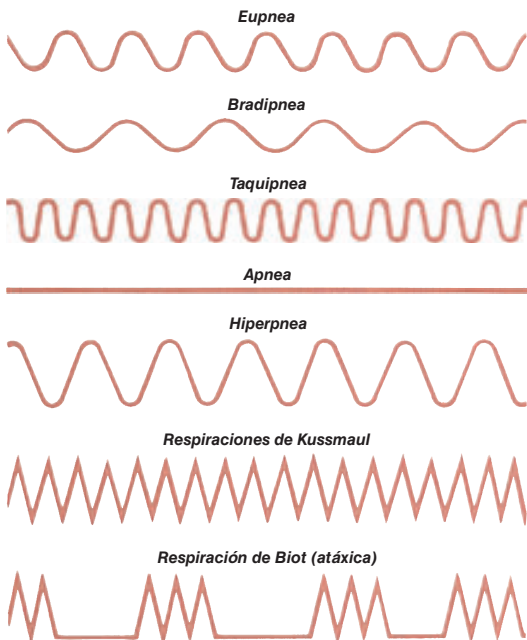 Eupnea
Bradipnea
Taquipnea
Apnea
Hiperpnea
Respiraciones de Kussmaul
Respiración de Biot (atáxica)